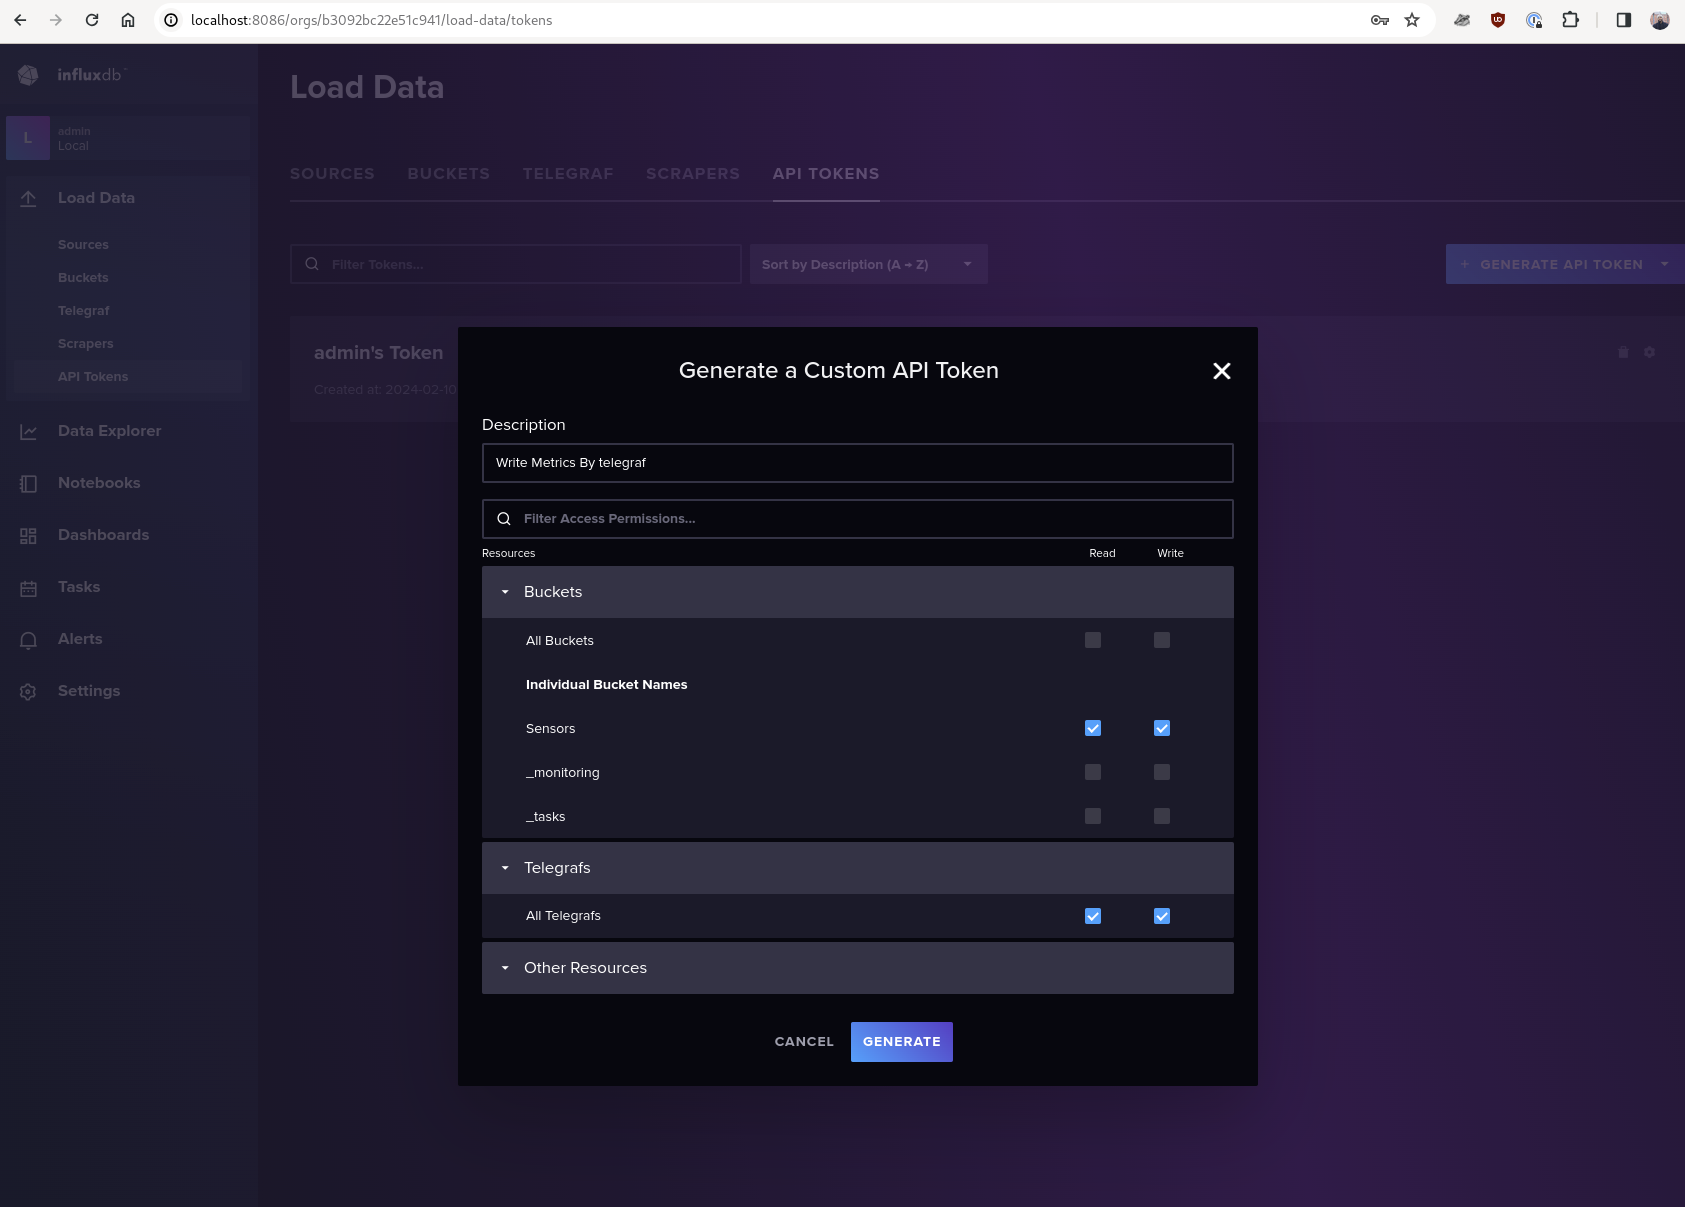 localhost:8086/orgs/b3092bc22e51c941/load-data/tokens
influxdb™
L
admin
Local
Load Data
Sources
Buckets
Telegraf
Scrapers
API Tokens
Data Explorer
Notebooks
Dashboards
Tasks
Alerts
Settings
Load Data
SOURCES BUCKETS TELEGRAF SCRAPERS API TOKENS
Filter Tokens...
Sort by Description (A → Z)
+ GENERATE API TOKEN
admin's Token
Created at: 2024-02-10
Generate a Custom API Token
Description
Write Metrics By telegraf
Filter Access Permissions...
Resources Read Write
Buckets
All Buckets
Individual Bucket Names
Sensors
_monitoring
_tasks
Telegrafs
All Telegrafs
Other Resources
CANCEL GENERATE